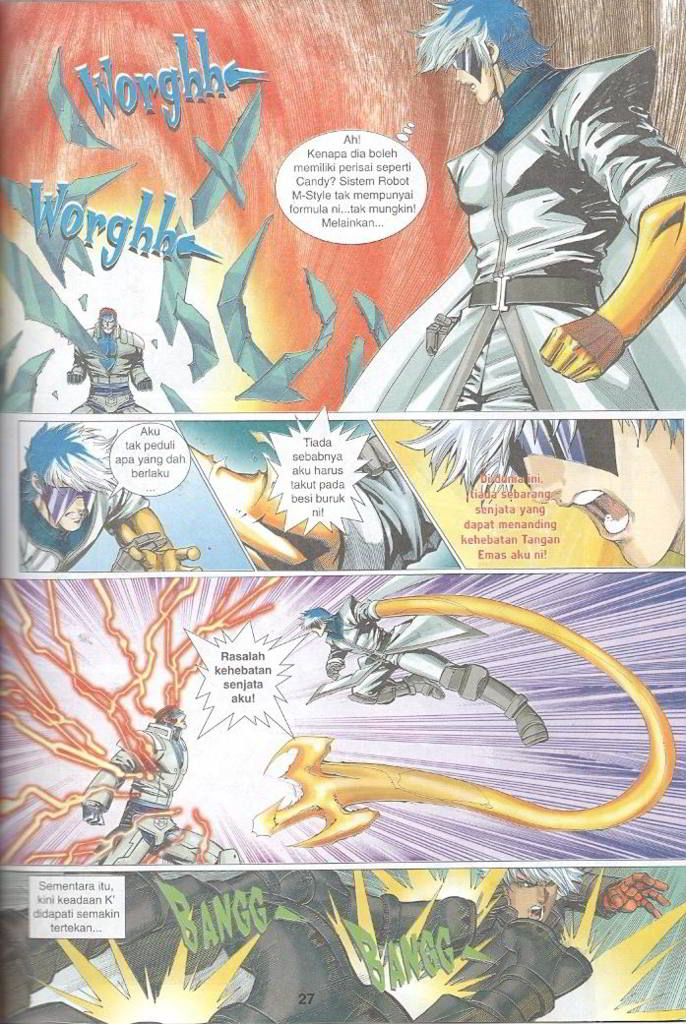 Worghh
Worghh
Ah!
Kenapa dia boleh
memiliki perisai seperti
Candy? Sistem Robot
M-Style tak mempunyai
formula ni...tak mungkin!
Melainkan...
Aku
tak peduli
apa yang dah
berlaku
...
Tiada
sebabnya
aku harus
takut pada
besi buruk
ni!
Di dunia ini,
tiada sebarang
senjata yang
dapat menanding
kehebatan Tangan
Emas aku ni!
Rasalah
kehebatan
senjata
aku!
Sementara itu,
kini keadaan K'
didapati semakin
tertekan...
BANGG
BANGG
27